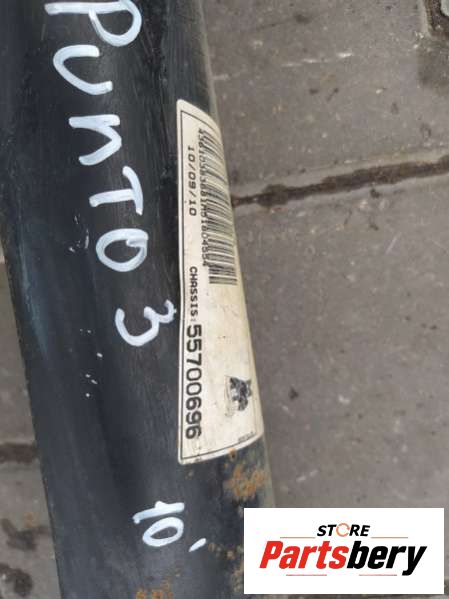 PUNTO 3
10'
10/09/10
CHASSIS: 55700696
STORE
Partsbery